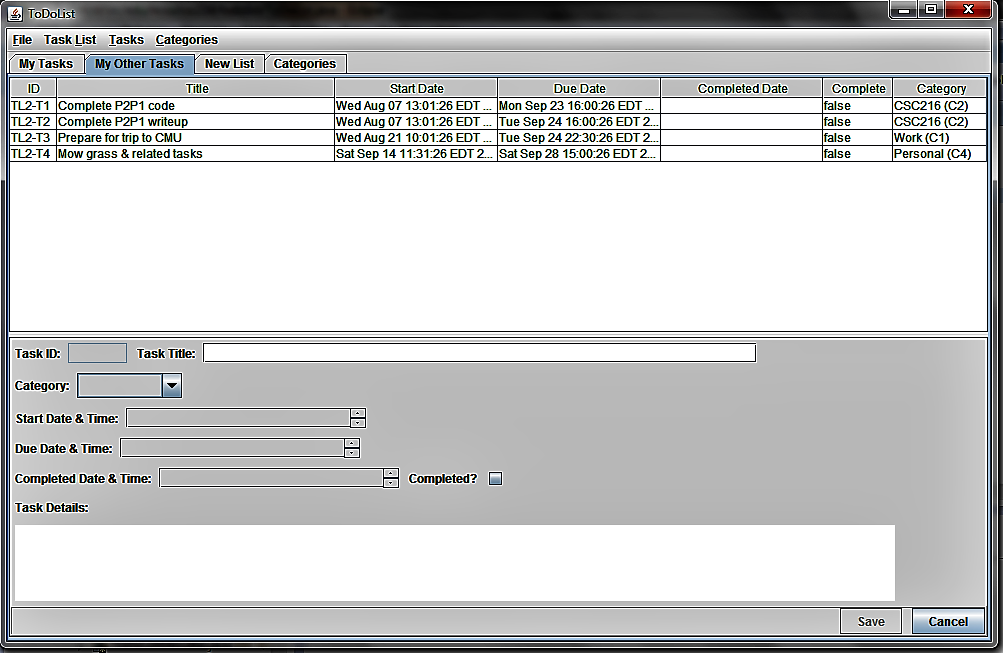 ToDoList
File Task List Tasks Categories
My Tasks My Other Tasks New List Categories
ID Title Start Date Due Date Completed Date Complete Category
TL2-T1 Complete P2P1 code Wed Aug 07 13:01:26 EDT ... Mon Sep 23 16:00:26 EDT ... false CSC216 (C2)
TL2-T2 Complete P2P1 writeup Wed Aug 07 13:01:26 EDT ... Tue Sep 24 16:00:26 EDT 2... false CSC216 (C2)
TL2-T3 Prepare for trip to CMU Wed Aug 21 10:01:26 EDT ... Tue Sep 24 22:30:26 EDT 2... false Work (C1)
TL2-T4 Mow grass & related tasks Sat Sep 14 11:31:26 EDT 2... Sat Sep 28 15:00:26 EDT 2... false Personal (C4)
Task ID: Task Title:
Category:
Start Date & Time:
Due Date & Time:
Completed Date & Time: Completed?
Task Details:
Save Cancel